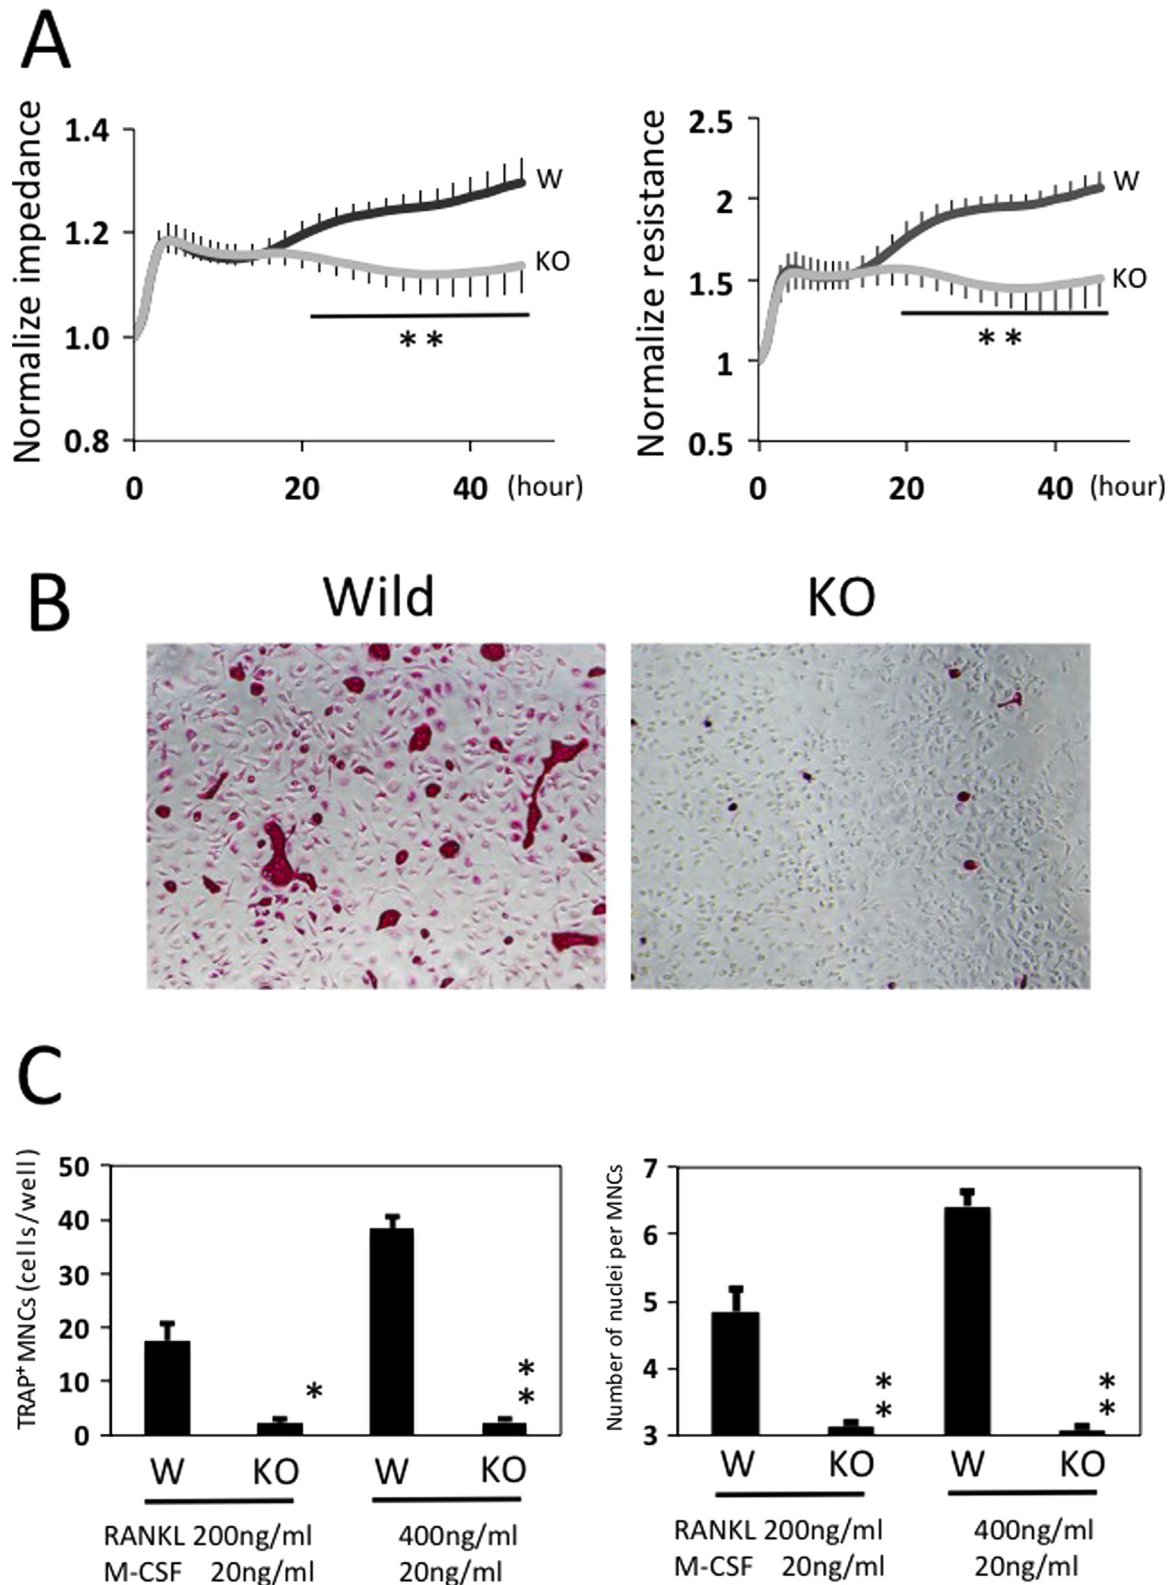 A
Normalize impedance
1.4
1.2
1.0
0.8
0
20
40
(hour)
W
KO
**
Normalize resistance
2.5
2
1.5
1
0.5
0
20
40
(hour)
W
KO
**
B
Wild
KO
C
TRAP+MNCs (cells/well)
50
40
30
20
10
0
*
*
*
W
KO
W
KO
RANKL 200ng/ml
400ng/ml
M-CSF 20ng/ml
20ng/ml
Number of nuclei per MNCs
7
6
5
4
3
*
*
*
*
W
KO
W
KO
RANKL 200ng/ml
400ng/ml
M-CSF 20ng/ml
20ng/ml